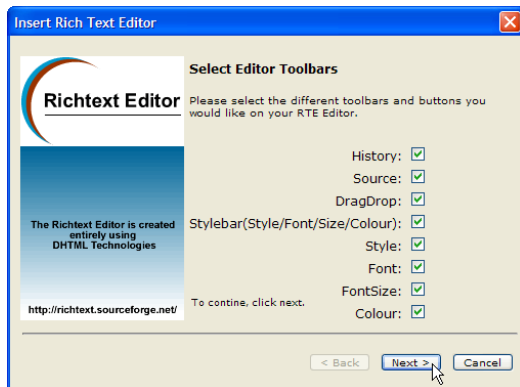 Insert Rich Text Editor
Richtext Editor
The Richtext Editor is created
entirely using
DHTML Technologies
http://richtext.sourceforge.net/
Select Editor Toolbars
Please select the different toolbars and buttons you
would like on your RTE Editor.
History:
Source:
DragDrop:
Stylebar(Style/Font/Size/Colour):
Style:
Font:
FontSize:
Colour:
To contine, click next.
< Back
Next >
Cancel